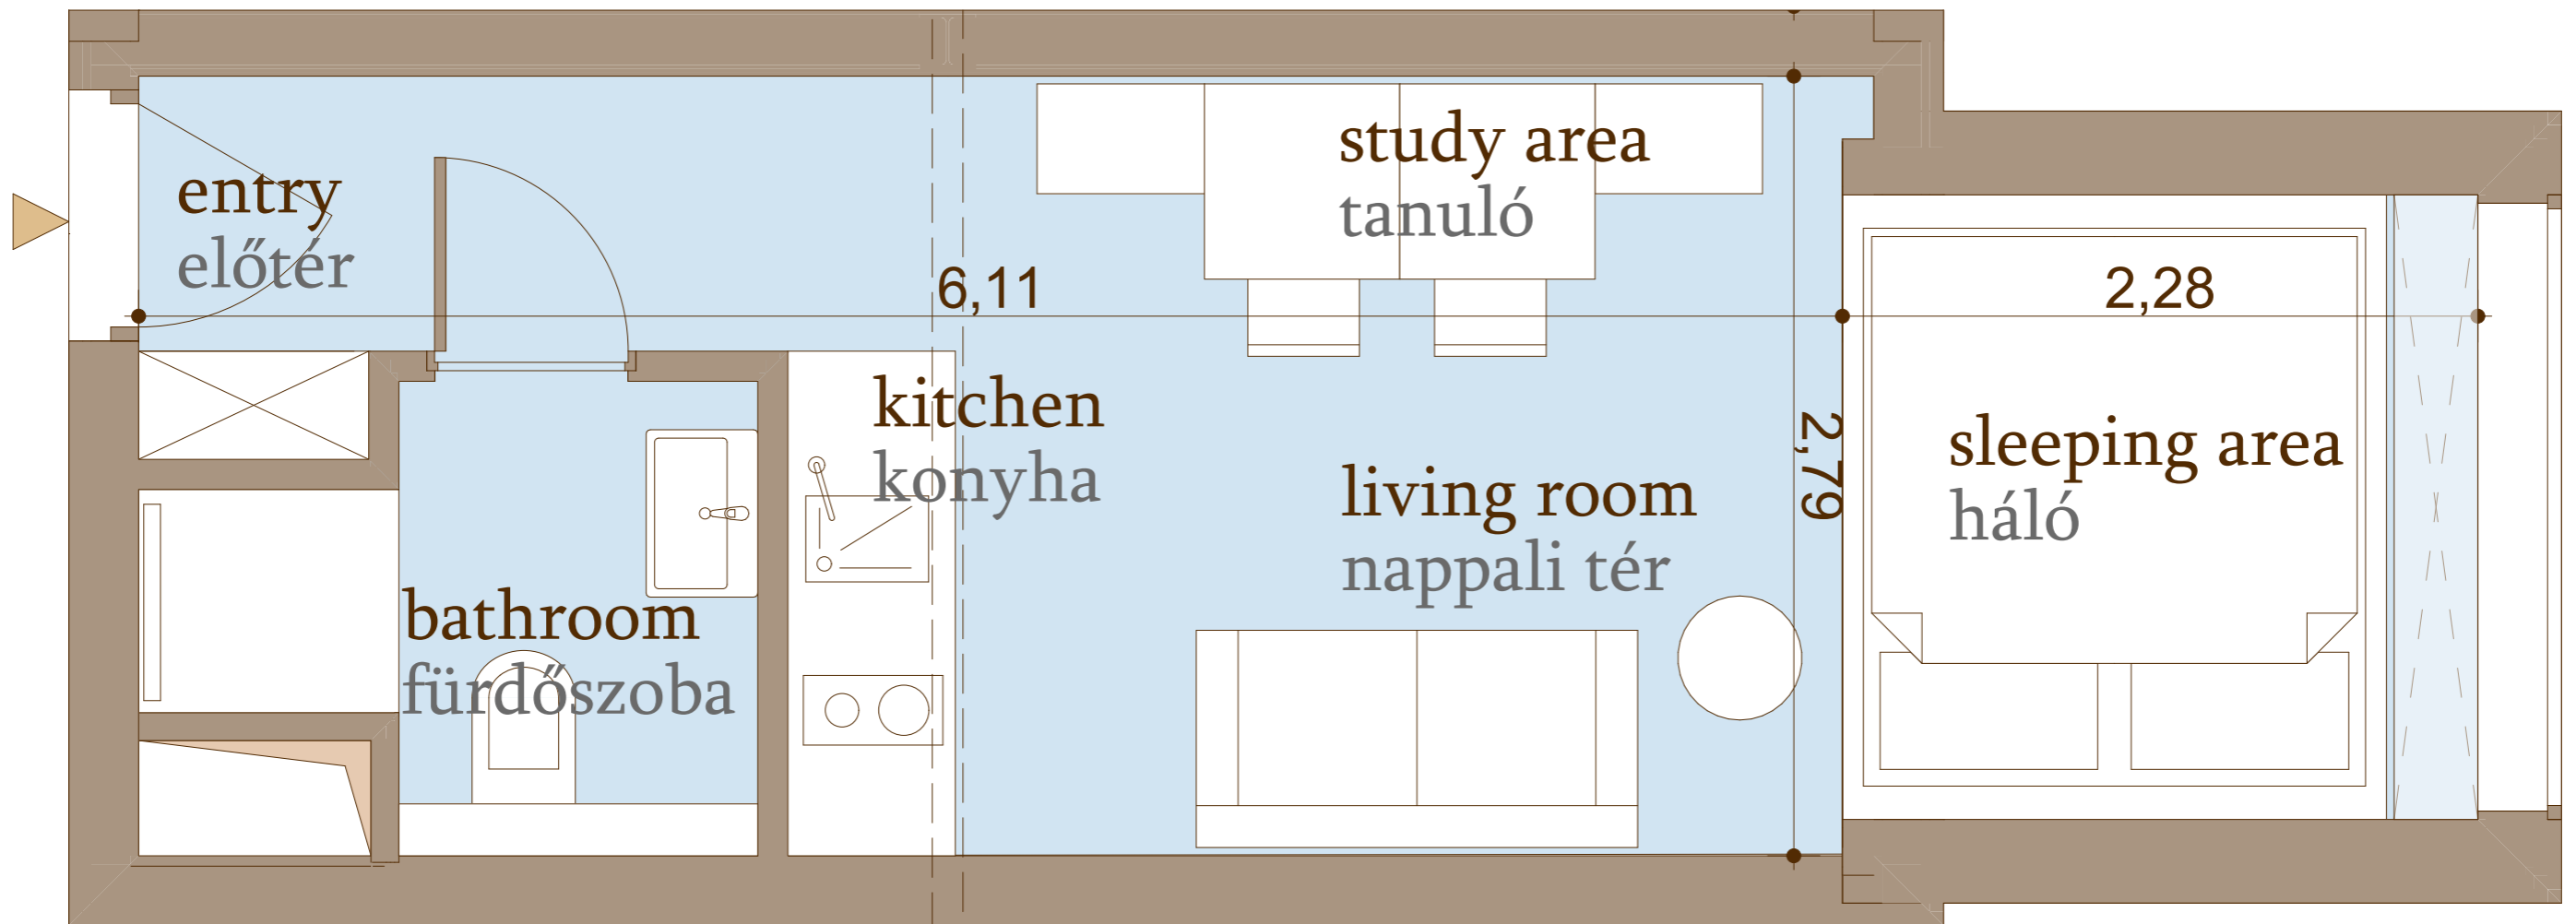 entry
előtér
study area
tanuló
6,11
2,28
kitchen
konyha
2,79
living room
nappali tér
sleeping area
háló
bathroom
fürdőszoba